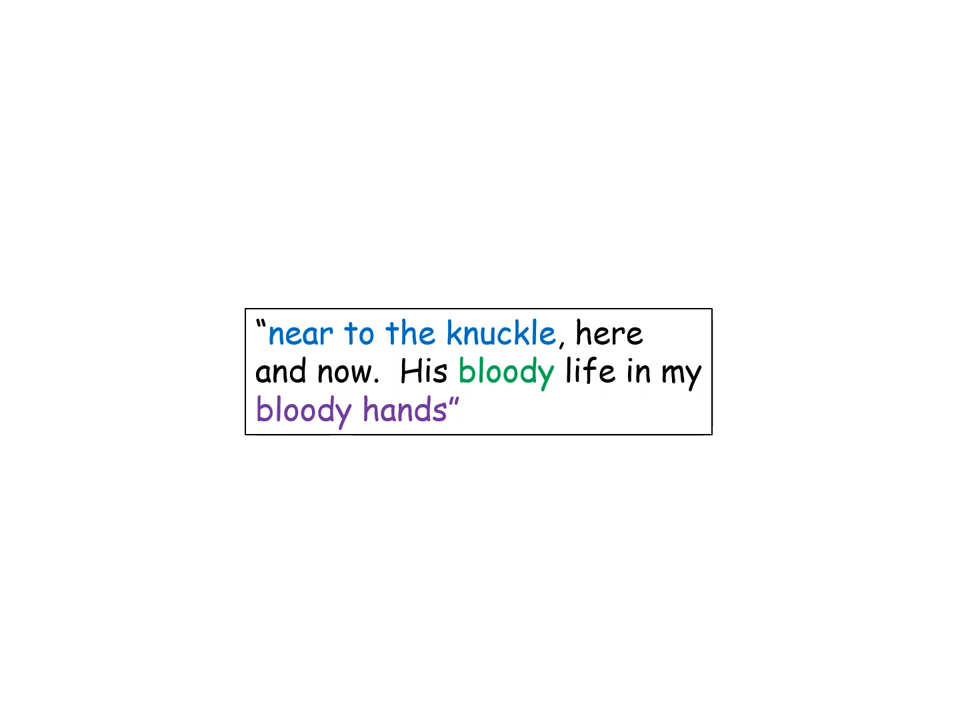 “near to the knuckle, here
and now.  His bloody life in my
bloody hands”